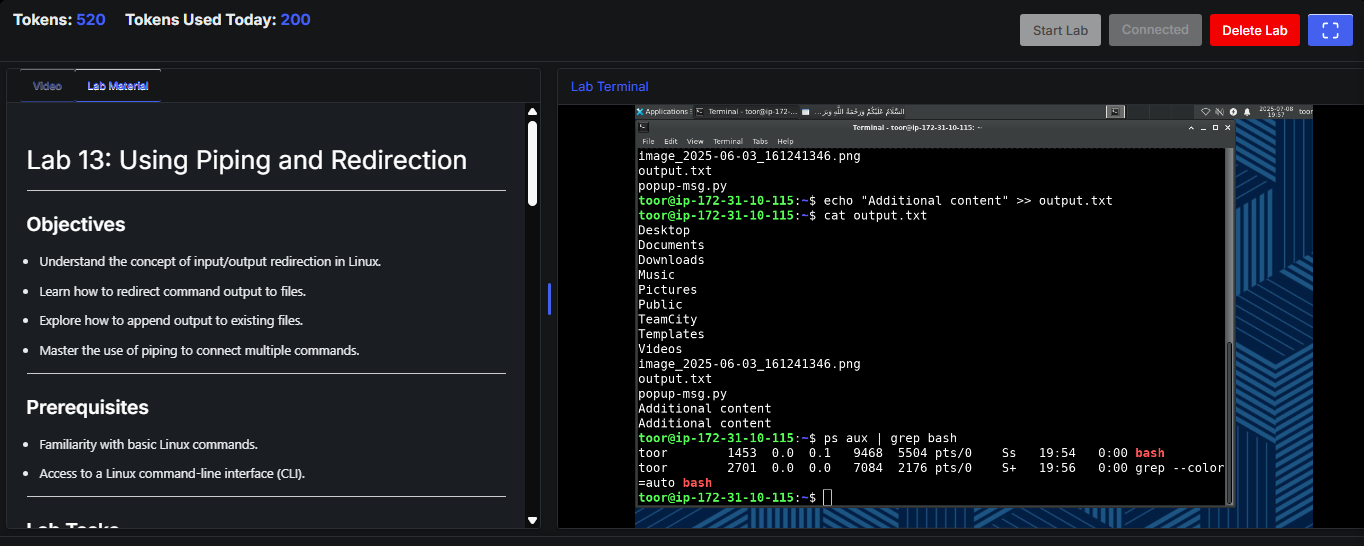 Tokens: 520 Tokens Used Today: 200
Start Lab
Connected
Delete Lab
Video
Lab Material
Lab 13: Using Piping and Redirection
Objectives
Understand the concept of input/output redirection in Linux.
Learn how to redirect command output to files.
Explore how to append output to existing files.
Master the use of piping to connect multiple commands.
Prerequisites
Familiarity with basic Linux commands.
Access to a Linux command-line interface (CLI).
Lab Tasks
Lab Terminal
Applications
Terminal - toor@ip-172-...
السَّلَامُ عَلَيْكُمْ وَرَحْمَةُ اللَّهِ وَبَرَ...
2025-07-08
19:57
toor
Terminal - toor@ip-172-31-10-115: ~
File Edit View Terminal Tabs Help
image_2025-06-03_161241346.png
output.txt
popup-msg.py
toor@ip-172-31-10-115:~$ echo "Additional content" >> output.txt
toor@ip-172-31-10-115:~$ cat output.txt
Desktop
Documents
Downloads
Music
Pictures
Public
TeamCity
Templates
Videos
image_2025-06-03_161241346.png
output.txt
popup-msg.py
Additional content
Additional content
toor@ip-172-31-10-115:~$ ps aux | grep bash
toor 1453 0.0 0.1 9468 5504 pts/0 Ss 19:54 0:00 bash
toor 2701 0.0 0.0 7084 2176 pts/0 S+ 19:56 0:00 grep --color
=auto bash
toor@ip-172-31-10-115:~$